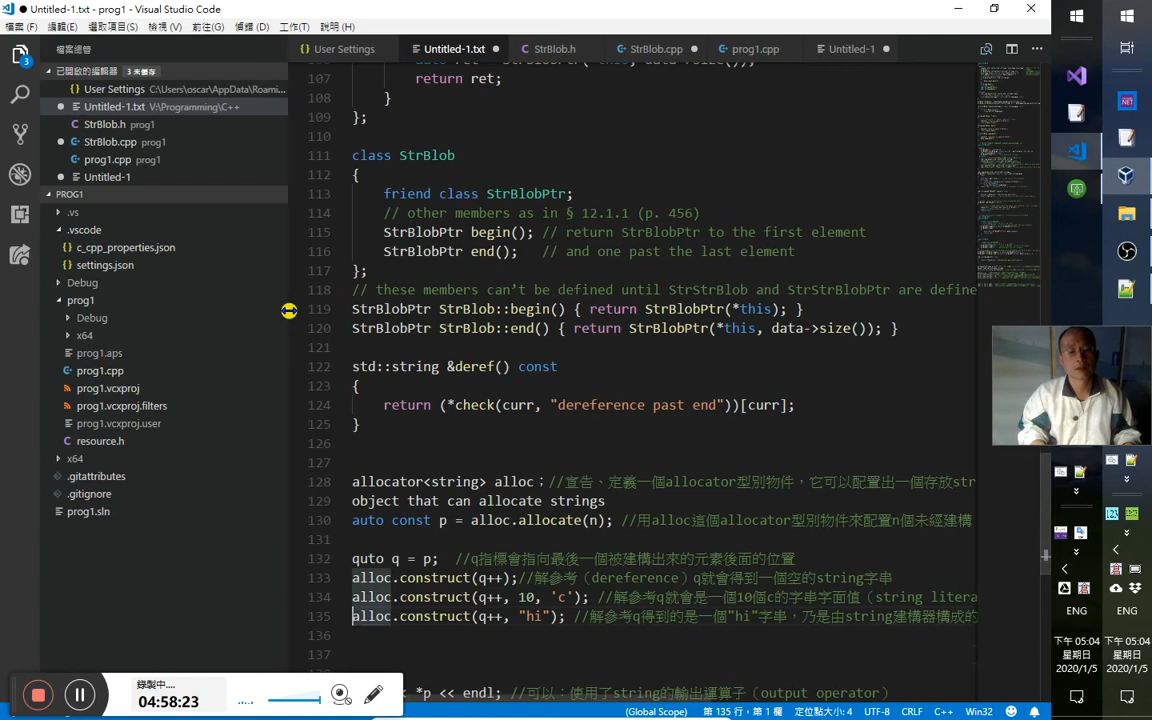 ● Untitled-1.txt - prog1 - Visual Studio Code
檔案(F) 編輯(E) 選取項目(S) 檢視(V) 前往(G) 偵錯(D) 工作(T) 說明(H)
檔案總管
User Settings Untitled-1.txt StrBlob.h StrBlob.cpp prog1.cpp Untitled-1
已開啟的編輯器 3 未儲存
User Settings C:\Users\oscar\AppData\Roamin...
Untitled-1.txt V:\Programming\C++
StrBlob.h prog1
StrBlob.cpp prog1
prog1.cpp prog1
Untitled-1
PROG1
.vs
.vscode
c_cpp_properties.json
settings.json
Debug
prog1
Debug
x64
prog1.aps
prog1.cpp
prog1.vcxproj
prog1.vcxproj.filters
prog1.vcxproj.user
resource.h
x64
.gitattributes
.gitignore
prog1.sln
107 return ret;
108 }
109 };
110
111 class StrBlob
112 {
113 friend class StrBlobPtr;
114 // other members as in § 12.1.1 (p. 456)
115 StrBlobPtr begin(); // return StrBlobPtr to the first element
116 StrBlobPtr end(); // and one past the last element
117 };
118 // these members can't be defined until StrStrBlob and StrStrBlobPtr are define
119 StrBlobPtr StrBlob::begin() { return StrBlobPtr(*this); }
120 StrBlobPtr StrBlob::end() { return StrBlobPtr(*this, data->size()); }
121
122 std::string &deref() const
123 {
124 return (*check(curr, "dereference past end"))[curr];
125 }
126
127
128 allocator<string> alloc；//宣告、定義一個allocator型別物件，它可以配置出一個存放str
129 object that can allocate strings
130 auto const p = alloc.allocate(n); //用alloc這個allocator型別物件來配置n個未經建構
131
132 quto q = p; //q指標會指向最後一個被建構出來的元素後面的位置
133 alloc.construct(q++);//解參考（dereference）q就會得到一個空的string字串
134 alloc.construct(q++, 10, 'c'); //解參考q就會是一個10個c的字串字面值（string litera
135 alloc.construct(q++, "hi"); //解參考q得到的是一個"hi"字串，乃是由string建構器構成的
136
137
*p << endl; //可以：使用了string的輸出運算子（output operator）
錄製中....
04:58:23
(Global Scope) 第 135 行，第 1 欄 定位點大小: 4 UTF-8 CRLF C++ Win32
ENG ENG
下午 05:04 下午 05:04
星期日 星期日
2020/1/5 2020/1/5